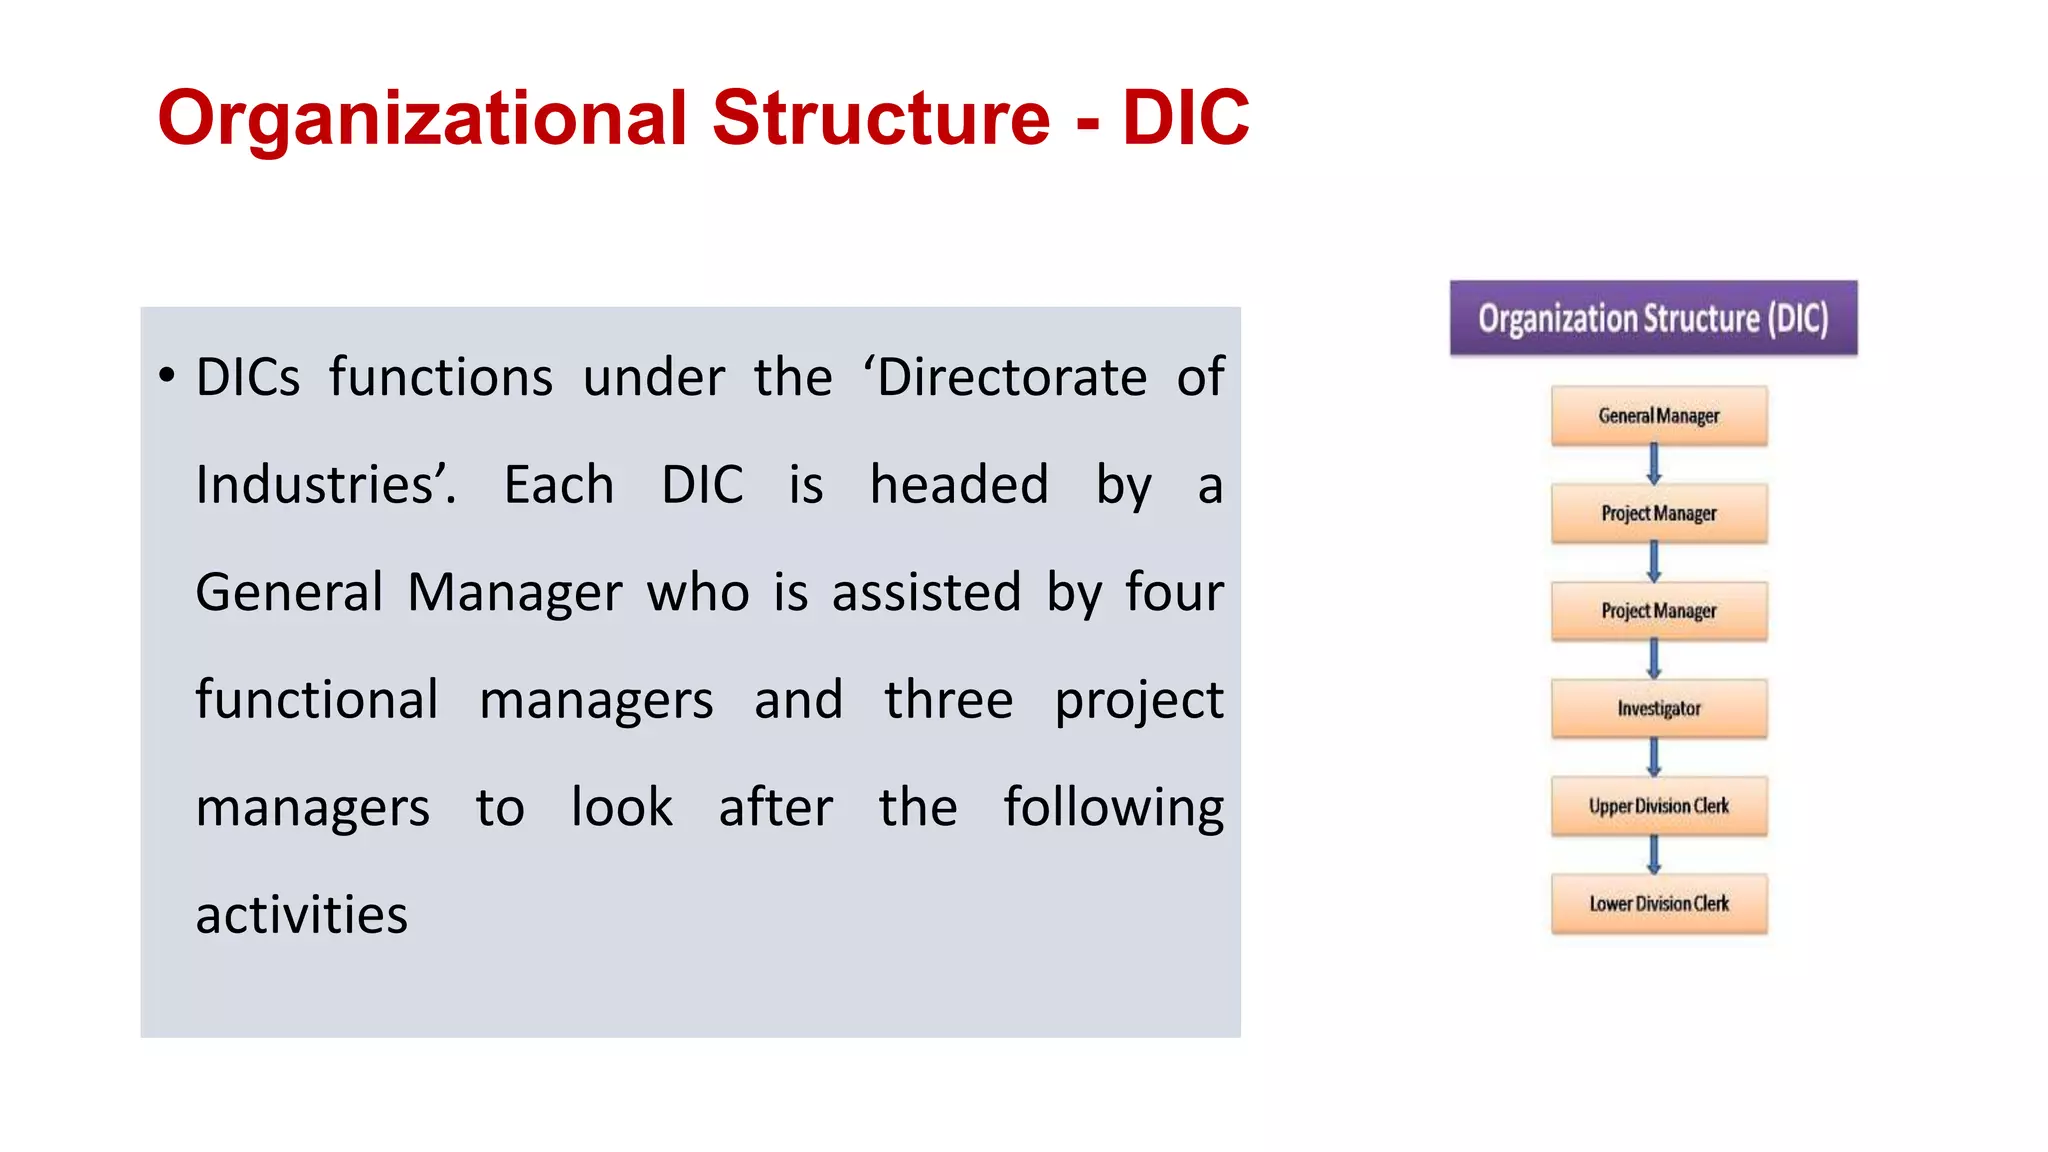 Organizational Structure - DIC
• DICs functions under the ‘Directorate of
Industries’. Each DIC is headed by a
General Manager who is assisted by four
functional managers and three project
managers to look after the following
activities
Organization Structure (DIC)
General Manager
Project Manager
Project Manager
Investigator
Upper Division Clerk
Lower Division Clerk